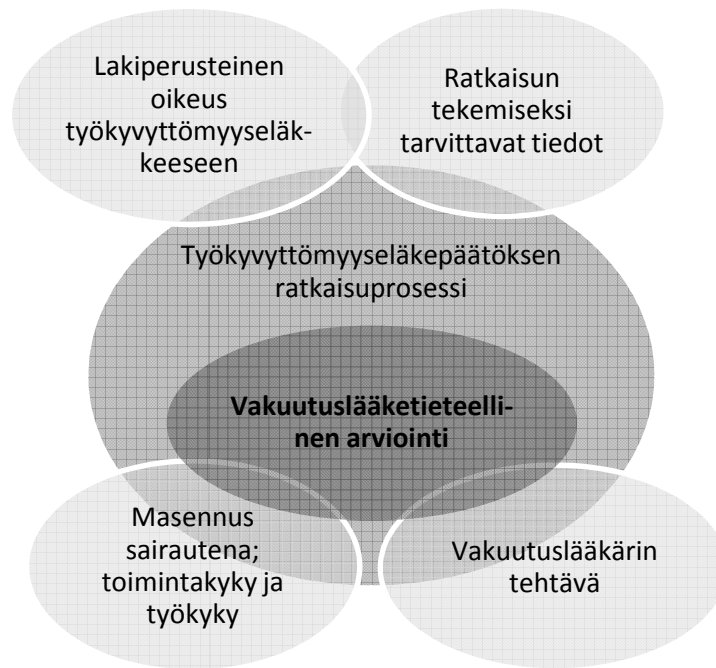 Lakiperusteinen
oikeus
työkyvyttömyyseläk-
keeseen
Ratkaisun
tekemiseksi
tarvittavat tiedot
Työkyvyttömyyseläkepäätöksen
ratkaisuprosessi
Vakuutuslääketieteelli-
nen arviointi
Masennus
sairautena;
toimintakyky ja
työkyky
Vakuutuslääkärin
tehtävä